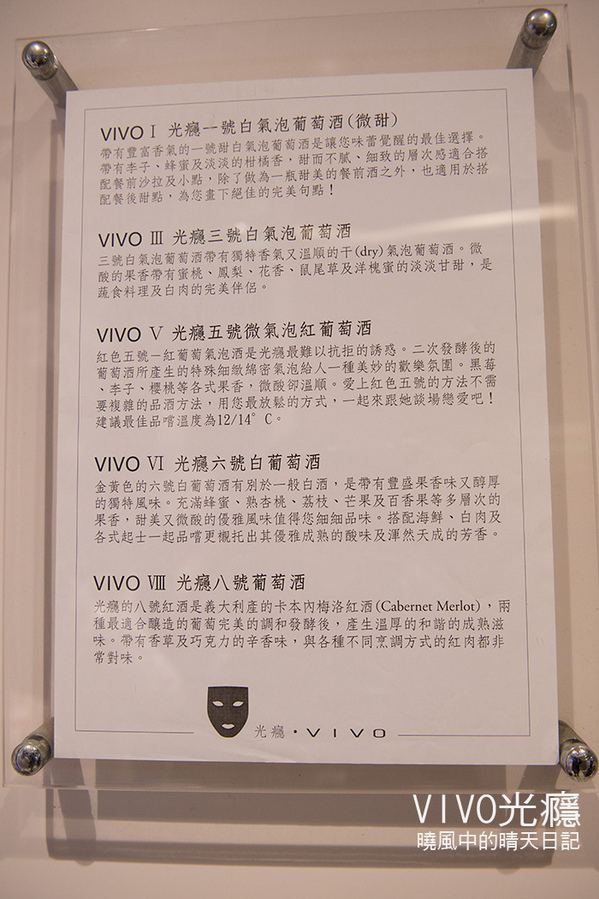 VIVO Ⅰ 光癮一號白氣泡葡萄酒(微甜)
帶有豐富香氣的一號甜白氣泡葡萄酒是讓您味蕾覺醒的最佳選擇。
帶有李子、蜂蜜及淡淡的柑橘香，甜而不膩、細致的層次感適合搭
配餐前沙拉及小點，除了做為一瓶甜美的餐前酒之外，也適用於搭
配餐後甜點，為您畫下絕佳的完美句點！
VIVO Ⅲ 光癮三號白氣泡葡萄酒
三號白氣泡葡萄酒帶有獨特香氣又溫順的干(dry)氣泡葡萄酒。微
酸的果香帶有蜜桃、鳳梨、花香、鼠尾草及洋槐蜜的淡淡甘甜，是
蔬食料理及白肉的完美伴侶。
VIVO Ⅴ 光癮五號微氣泡紅葡萄酒
紅色五號－紅葡萄氣泡酒是光癮最難以抗拒的誘惑。二次發酵後的
葡萄酒所產生的特殊細緻綿密氣泡給人一種美妙的歡樂氛圍。黑莓
、李子、櫻桃等各式果香，微酸卻溫順。愛上紅色五號的方法不需
要複雜的品酒方法，用您最放鬆的方式，一起來跟她談場戀愛吧！
建議最佳品嚐溫度為12/14°C。
VIVO Ⅵ 光癮六號白葡萄酒
金黃色的六號白葡萄酒有別於一般白酒，是帶有豐盛果香味又醇厚
的獨特風味。充滿蜂蜜、熟杏桃、荔枝、芒果及百香果等多層次的
果香，甜美又微酸的優雅風味值得您細細品味。搭配海鮮、白肉及
各式起士一起品嚐更襯托出其優雅成熟的酸味及渾然天成的芳香。
VIVO Ⅷ 光癮八號葡萄酒
光癮的八號紅酒是義大利產的卡本內梅洛紅酒(Cabernet Merlot)，兩
種最適合釀造的葡萄完美的調和發酵後，產生溫厚的和諧的成熟滋
味。帶有香草及巧克力的辛香味，與各種不同烹調方式的紅肉都非
常對味。
光癮・VIVO
VIVO光癮
曉風中的晴天日記